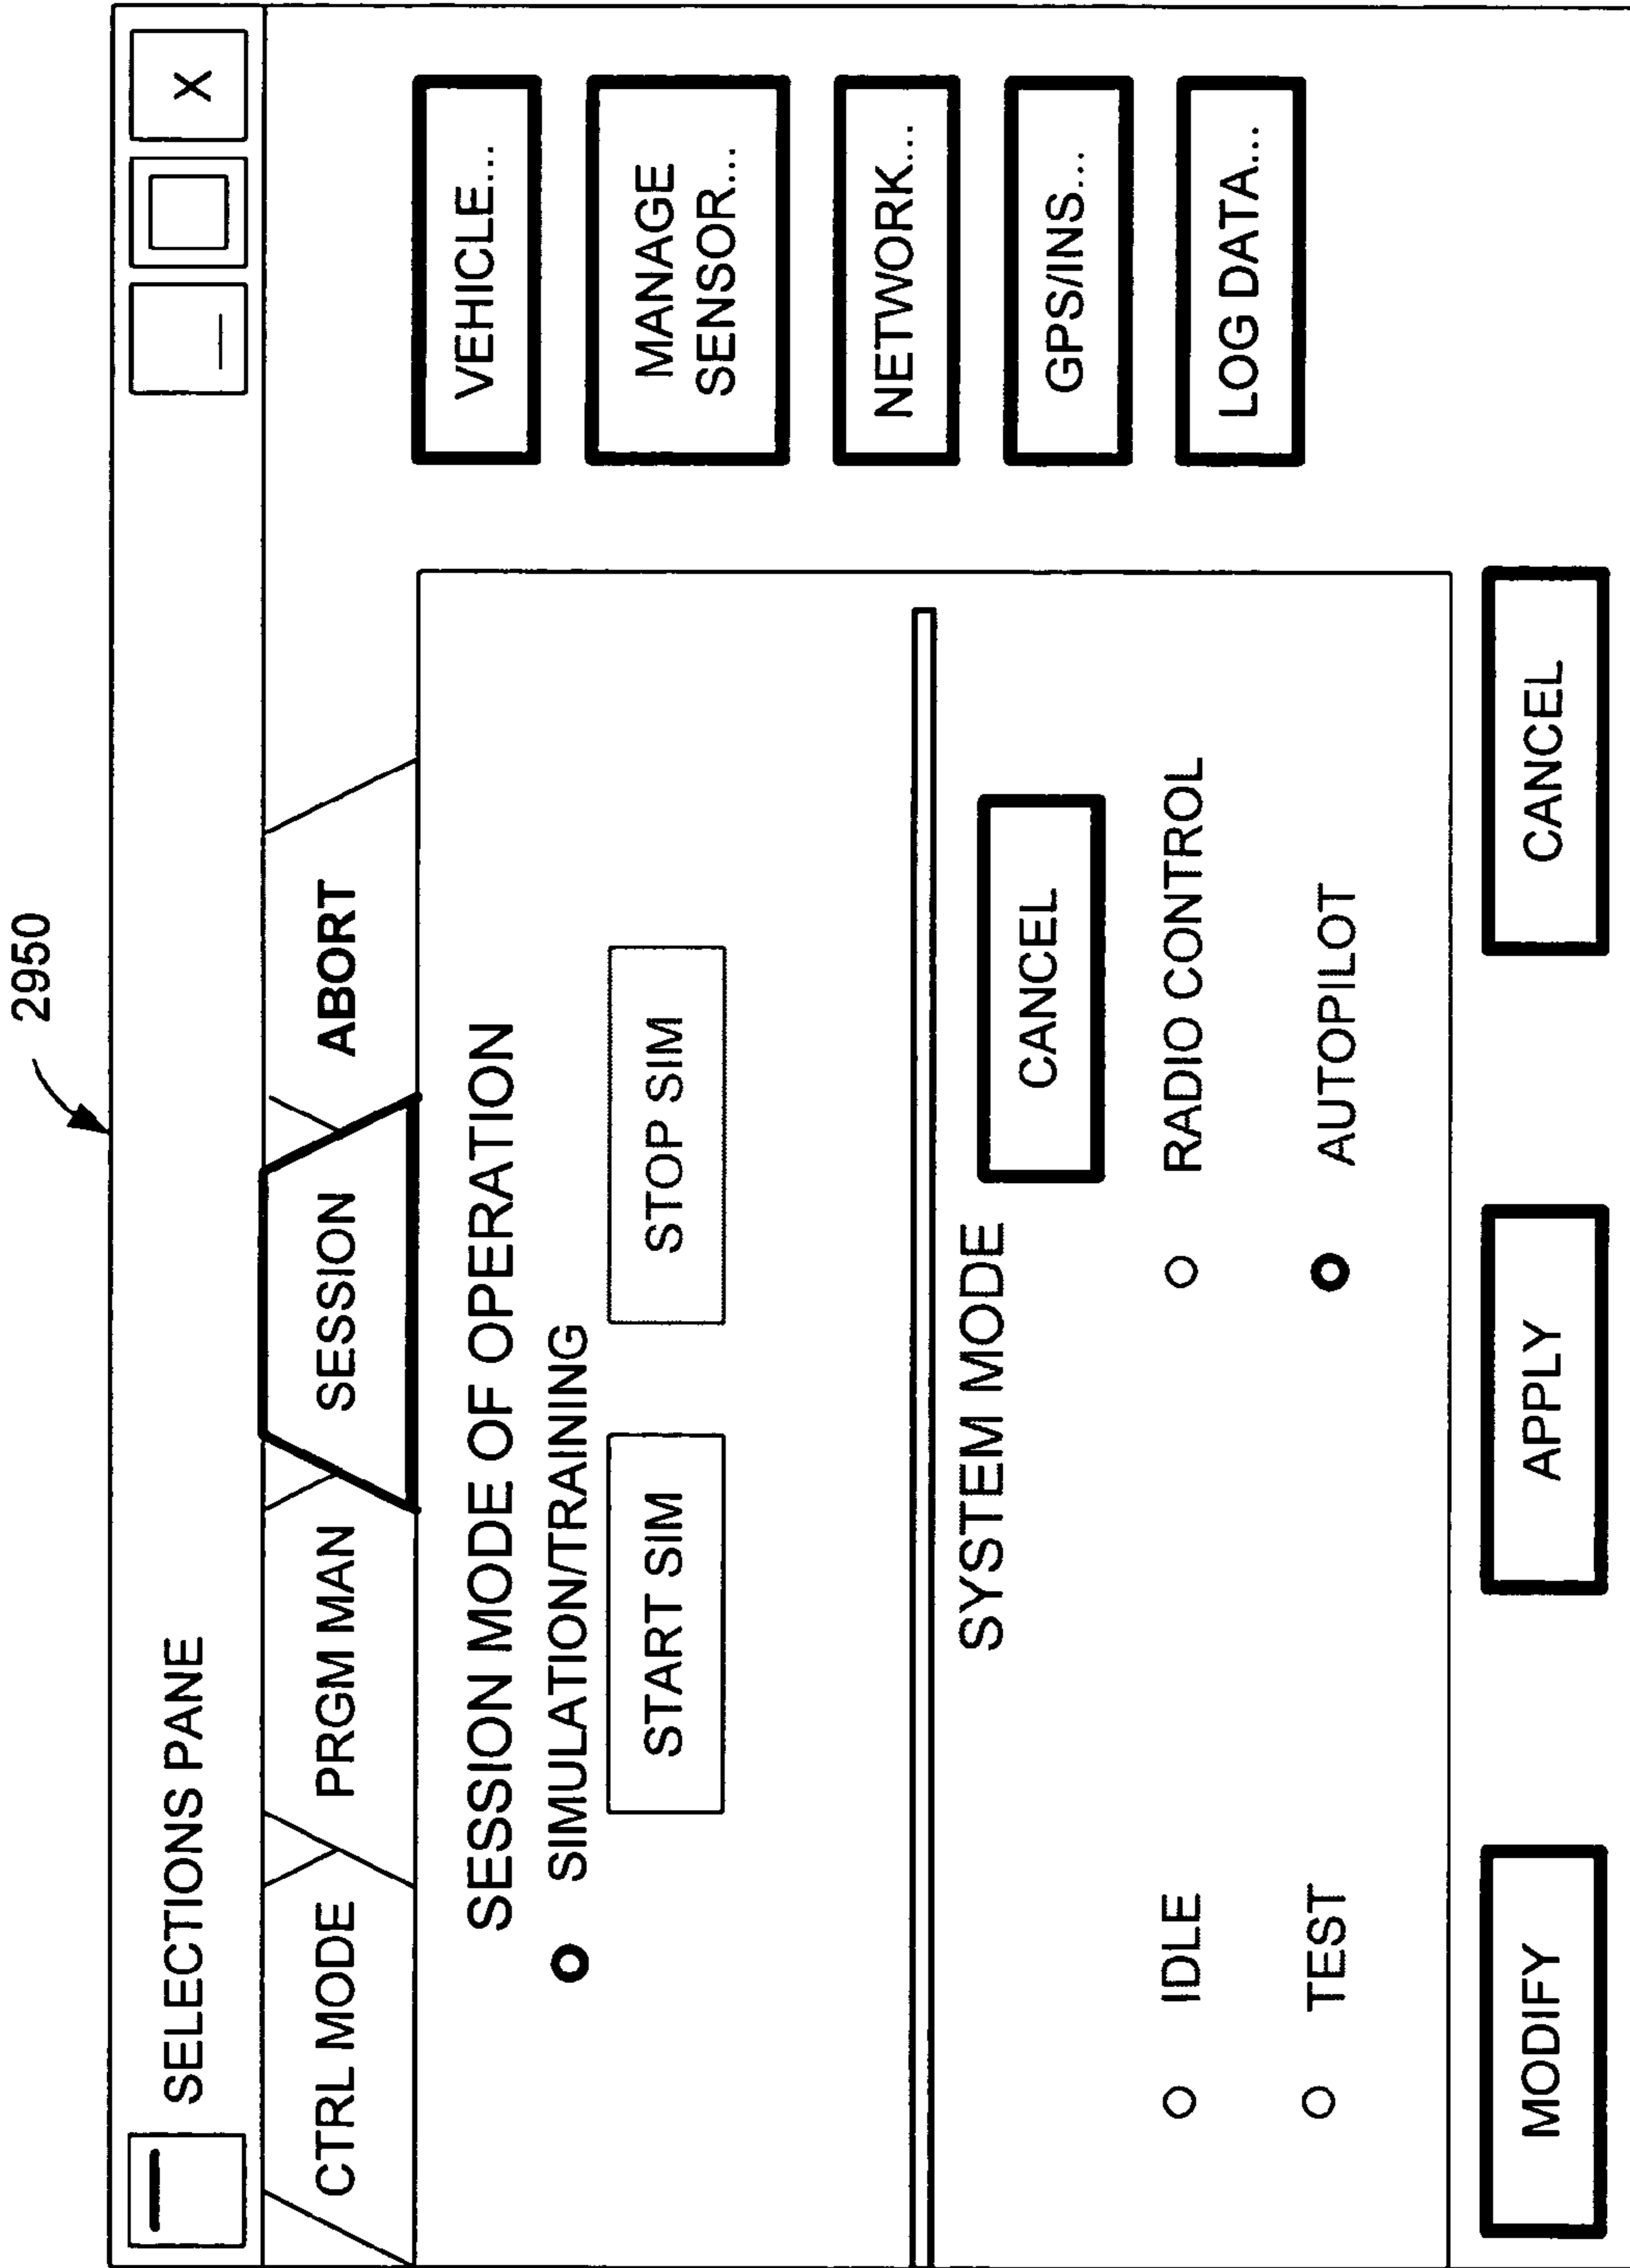 2950
SELECTIONS PANE
X
CTRL MODE
PRGM MAN
SESSION
ABORT
SESSION MODE OF OPERATION
SIMULATION/TRAINING
START SIM
STOP SIM
SYSTEM MODE
CANCEL
IDLE
RADIO CONTROL
TEST
AUTOPILOT
VEHICLE...
MANAGE
SENSOR...
NETWORK...
GPS/INS...
LOG DATA...
MODIFY
APPLY
CANCEL